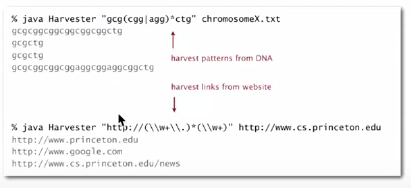 % java Harvester "gcg(cgg|agg)*ctg" chromosomeX.txt
gcgcggcggcggcggcggctg
gcgctg
gcgctg
gcgcggcggcggaggcggaggcggctg
harvest patterns from DNA
harvest links from website
% java Harvester "http://(\\w+\\.)*(\\w+)" http://www.cs.princeton.edu
http://www.princeton.edu
http://www.google.com
http://www.cs.princeton.edu/news